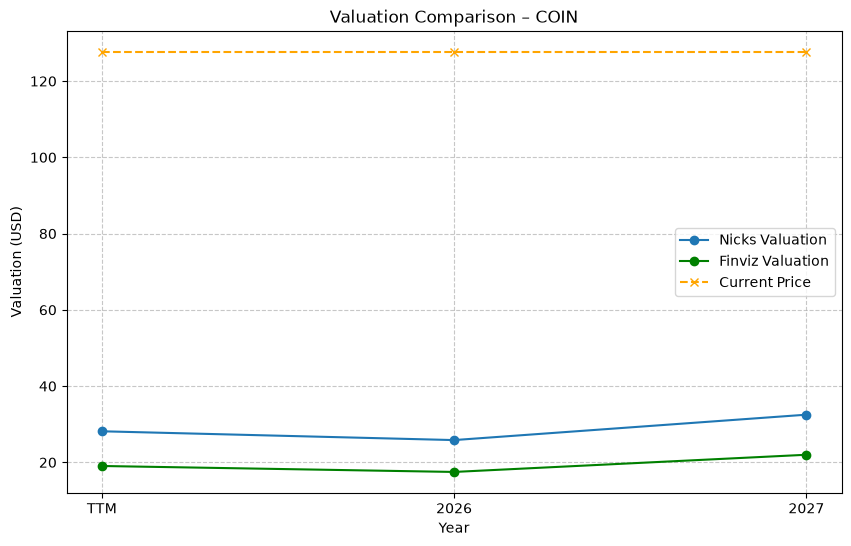 Valuation Comparison – COIN
Valuation (USD)
120
100
80
60
40
20
Nicks Valuation
Finviz Valuation
Current Price
TTM
2026
2027
Year